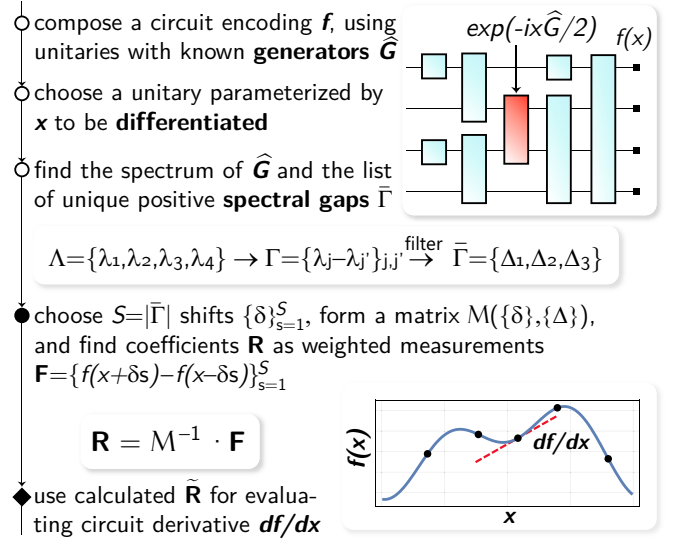 compose a circuit encoding f, using
unitaries with known generators Ĝ
exp(-ixĜ/2)
f(x)
choose a unitary parameterized by
x to be differentiated
find the spectrum of Ĝ and the list
of unique positive spectral gaps Γ̄
Λ={λ₁,λ₂,λ₃,λ₄} → Γ={λj–λj'}j,j' filter→ Γ̄={Δ₁,Δ₂,Δ₃}
choose S=|Γ̄| shifts {δ}ˢₛ₌₁, form a matrix M({δ},{Δ}),
and find coefficients R as weighted measurements
F={f(x+δs)–f(x–δs)}ˢₛ₌₁
R = M⁻¹ · F
f(x)
df/dx
x
use calculated R̃ for evalua-
ting circuit derivative df/dx